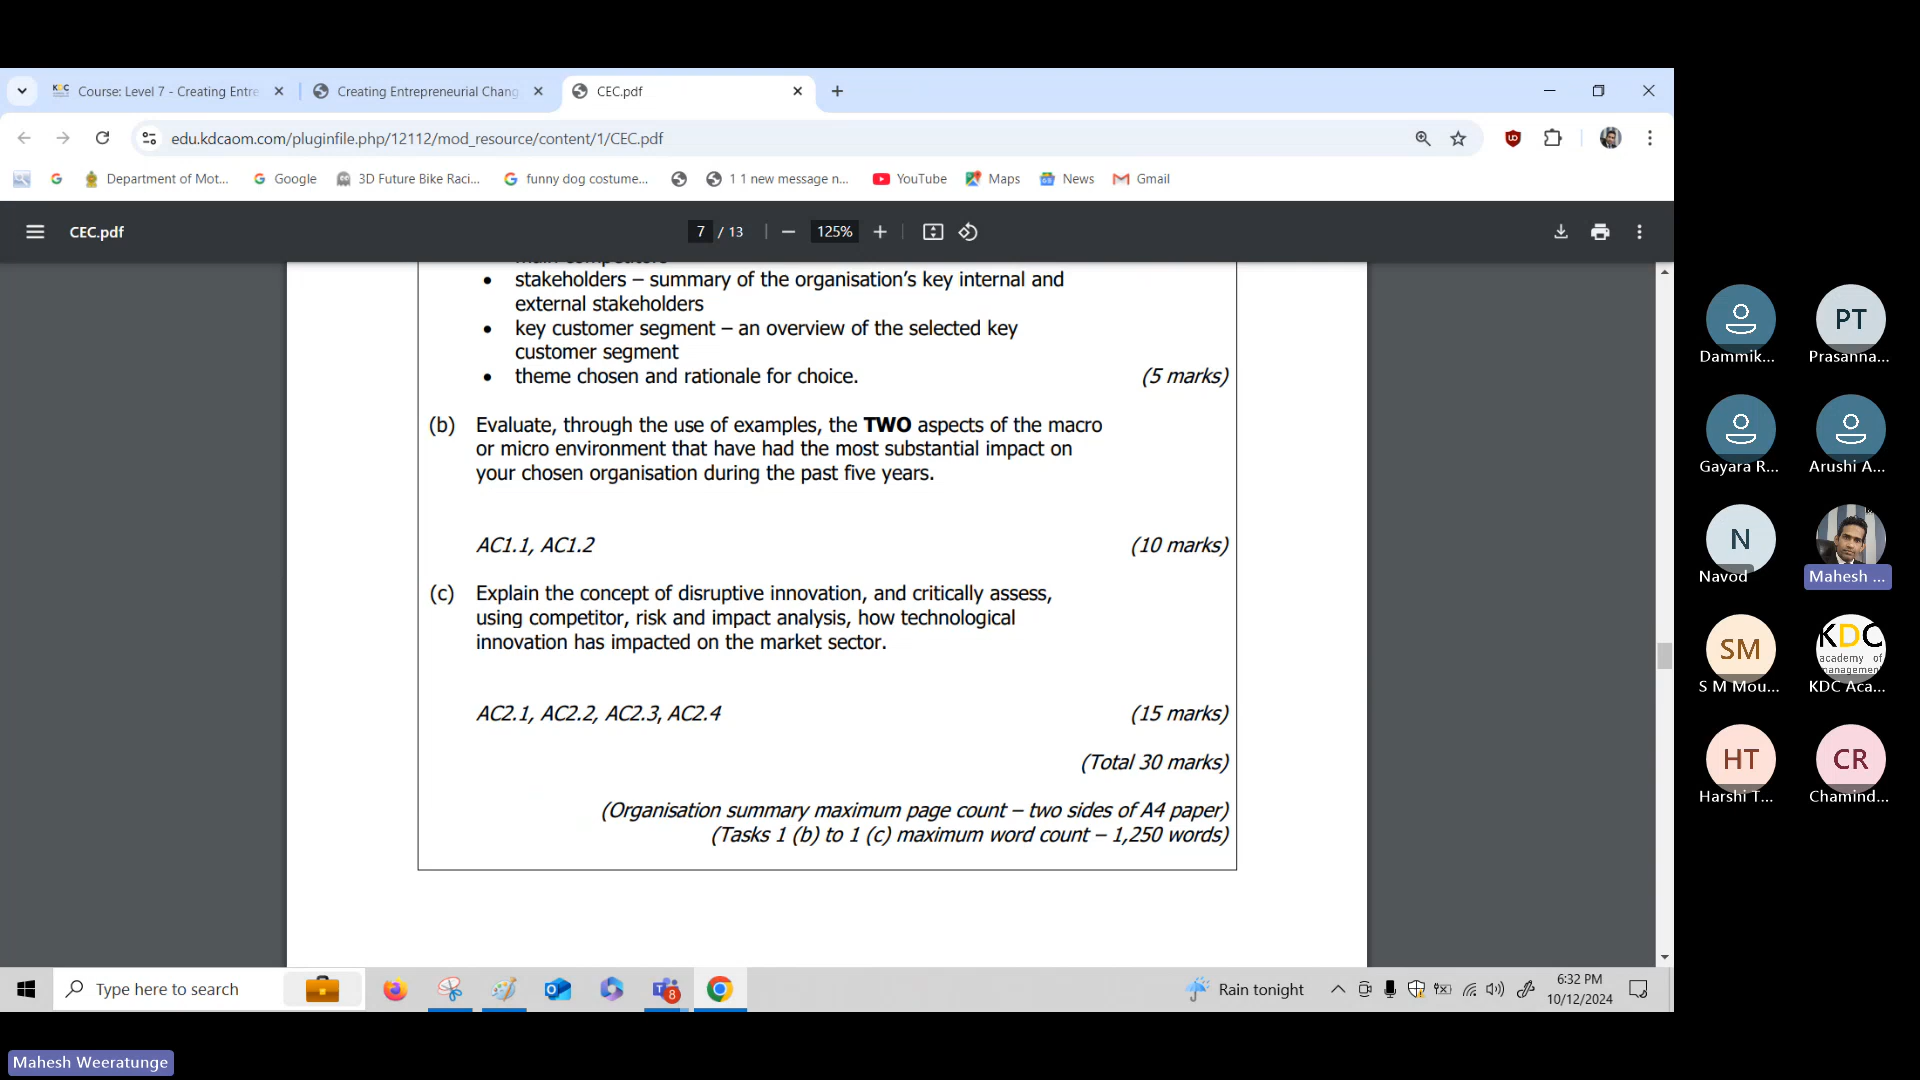 Course: Level 7 - Creating Entre
Creating Entrepreneurial Chang
CEC.pdf
edu.kdcaom.com/pluginfile.php/12112/mod_resource/content/1/CEC.pdf
Department of Mot...
Google
3D Future Bike Raci...
funny dog costume...
1 1 new message n...
YouTube
Maps
News
Gmail
CEC.pdf
7 / 13
125%
• stakeholders – summary of the organisation's key internal and
external stakeholders
• key customer segment – an overview of the selected key
customer segment
• theme chosen and rationale for choice. (5 marks)
(b) Evaluate, through the use of examples, the TWO aspects of the macro
or micro environment that have had the most substantial impact on
your chosen organisation during the past five years.
AC1.1, AC1.2 (10 marks)
(c) Explain the concept of disruptive innovation, and critically assess,
using competitor, risk and impact analysis, how technological
innovation has impacted on the market sector.
AC2.1, AC2.2, AC2.3, AC2.4 (15 marks)
(Total 30 marks)
(Organisation summary maximum page count – two sides of A4 paper)
(Tasks 1 (b) to 1 (c) maximum word count – 1,250 words)
PT
Dammik...
Prasanna...
Gayara R...
Arushi A...
N
Navod
Mahesh ...
SM
KDC
academy of
management
S M Mou...
KDC Aca...
HT
CR
Harshi T...
Chamind...
Type here to search
8
Rain tonight
6:32 PM
10/12/2024
Mahesh Weeratunge